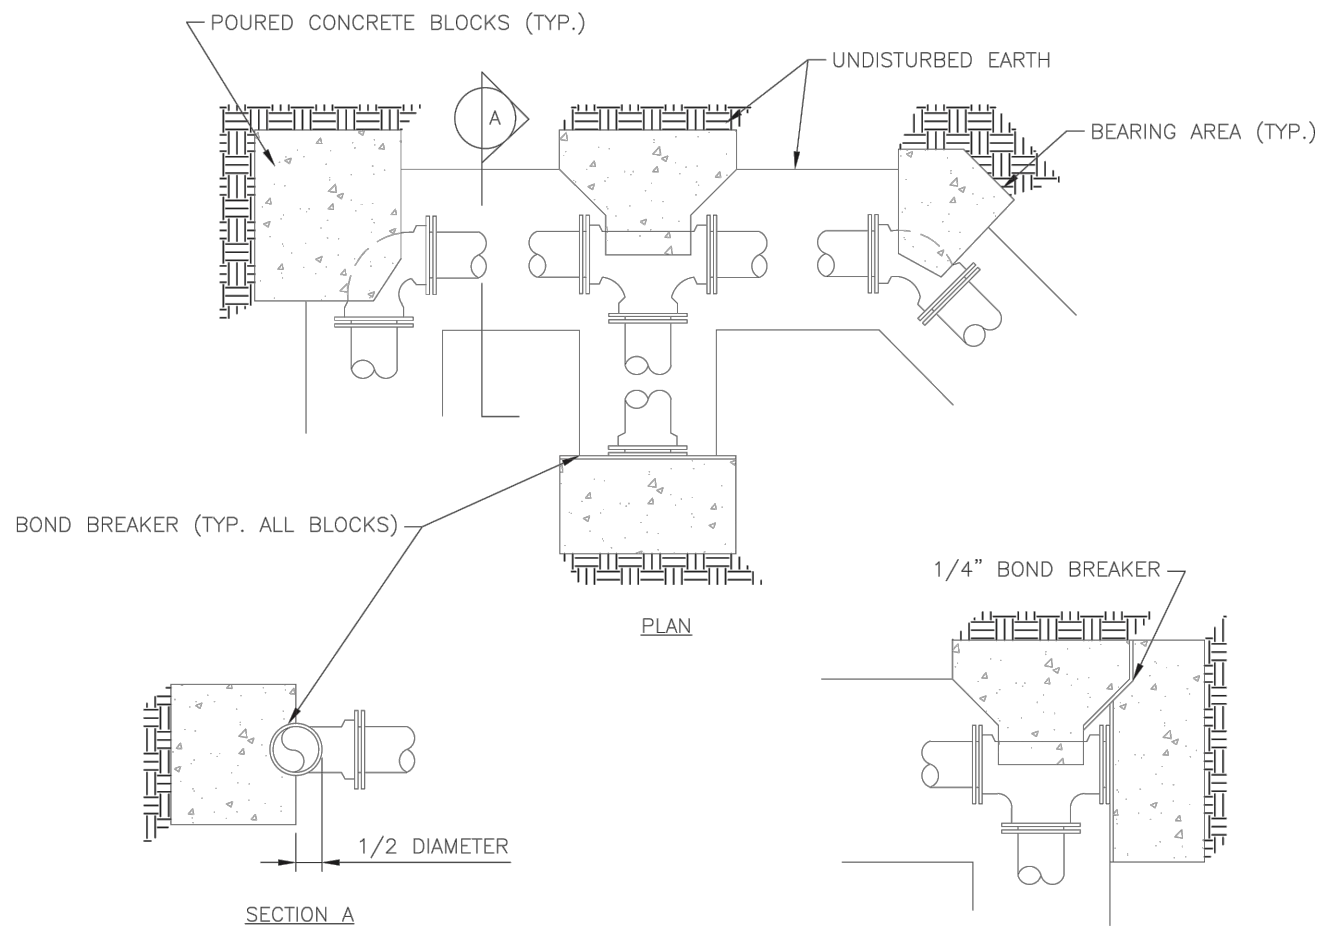 POURED CONCRETE BLOCKS (TYP.)
UNDISTURBED EARTH
A
BEARING AREA (TYP.)
BOND BREAKER (TYP. ALL BLOCKS)
1/4” BOND BREAKER
PLAN
1/2 DIAMETER
SECTION A